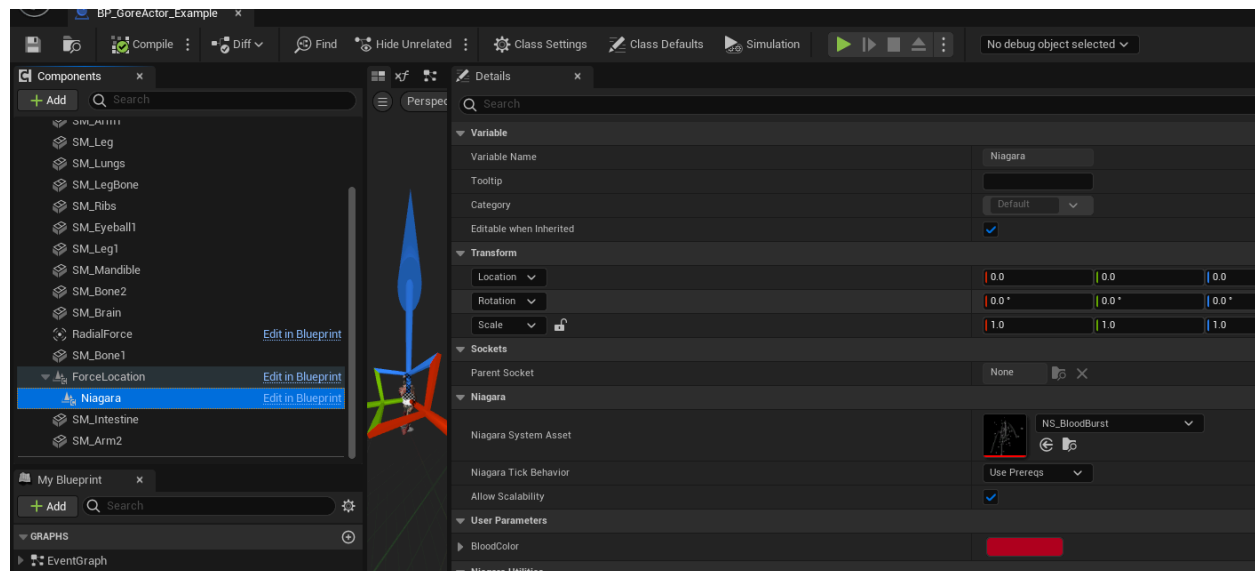 BP_GoreActor_Example ×
Compile Diff Find Hide Unrelated Class Settings Class Defaults Simulation No debug object selected
Components ×
+ Add Search
SM_Arm1
SM_Leg
SM_Lungs
SM_LegBone
SM_Ribs
SM_Eyeball1
SM_Leg1
SM_Mandible
SM_Bone2
SM_Brain
RadialForce Edit in Blueprint
SM_Bone1
ForceLocation Edit in Blueprint
Niagara Edit in Blueprint
SM_Intestine
SM_Arm2
My Blueprint ×
+ Add Search
GRAPHS
EventGraph
Perspec
Details ×
Search
Variable
Variable Name Niagara
Tooltip
Category Default
Editable when Inherited
Transform
Location 0.0 0.0 0.0
Rotation 0.0 ° 0.0 ° 0.0 °
Scale 1.0 1.0 1.0
Sockets
Parent Socket None
Niagara
Niagara System Asset NS_BloodBurst
Niagara Tick Behavior Use Prereqs
Allow Scalability
User Parameters
BloodColor
Niagara Utilities